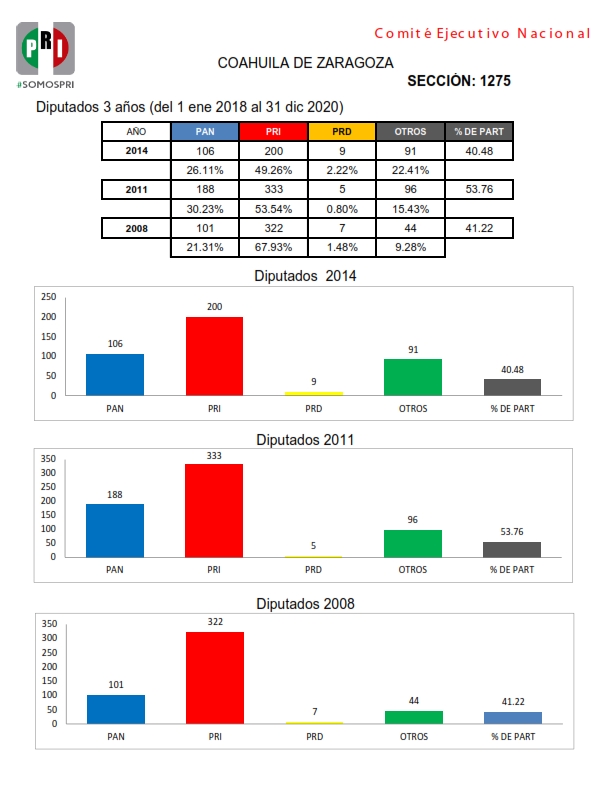 PRI
#SOMOSPRI
Comité Ejecutivo Nacional
COAHUILA DE ZARAGOZA
SECCIÓN: 1275
Diputados 3 años (del 1 ene 2018 al 31 dic 2020)
AÑO PAN PRI PRD OTROS % DE PART
2014 106 200 9 91 40.48
26.11% 49.26% 2.22% 22.41%
2011 188 333 5 96 53.76
30.23% 53.54% 0.80% 15.43%
2008 101 322 7 44 41.22
21.31% 67.93% 1.48% 9.28%
Diputados 2014
250
200
150
100
50
0
106
200
9
91
40.48
PAN PRI PRD OTROS % DE PART
Diputados 2011
350
300
250
200
150
100
50
0
188
333
5
96
53.76
PAN PRI PRD OTROS % DE PART
Diputados 2008
350
300
250
200
150
100
50
0
101
322
7
44
41.22
PAN PRI PRD OTROS % DE PART